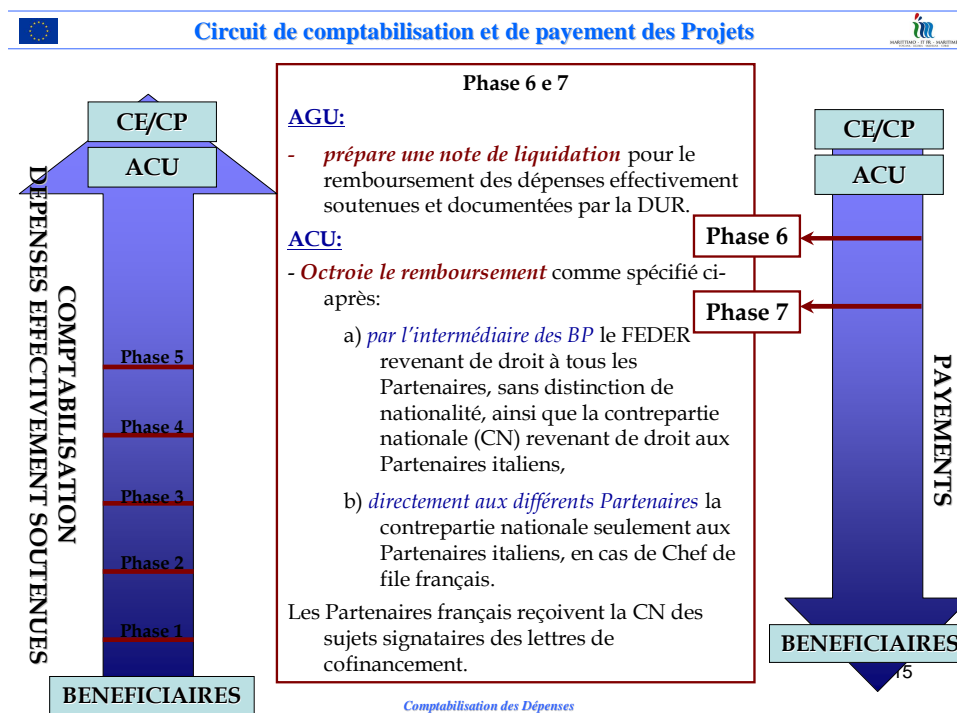 Circuit de comptabilisation et de payement des Projets
CE/CP
ACU
DEPENSES EFFECTIVEMENT SOUTENUES
COMPTABILISATION
Phase 5
Phase 4
Phase 3
Phase 2
Phase 1
BENEFICIAIRES
Phase 6 e 7
AGU:
- prépare une note de liquidation pour le
remboursement des dépenses effectivement
soutenues et documentées par la DUR.
ACU:
- Octroie le remboursement comme spécifié ci-
après:
a) par l'intermédiaire des BP le FEDER
revenant de droit à tous les
Partenaires, sans distinction de
nationalité, ainsi que la contrepartie
nationale (CN) revenant de droit aux
Partenaires italiens,
b) directement aux différents Partenaires la
contrepartie nationale seulement aux
Partenaires italiens, en cas de Chef de
file français.
Les Partenaires français reçoivent la CN des
sujets signataires des lettres de
cofinancement.
CE/CP
ACU
Phase 6
Phase 7
PAYEMENTS
BENEFICIAIRES
15
Comptabilisation des Dépenses